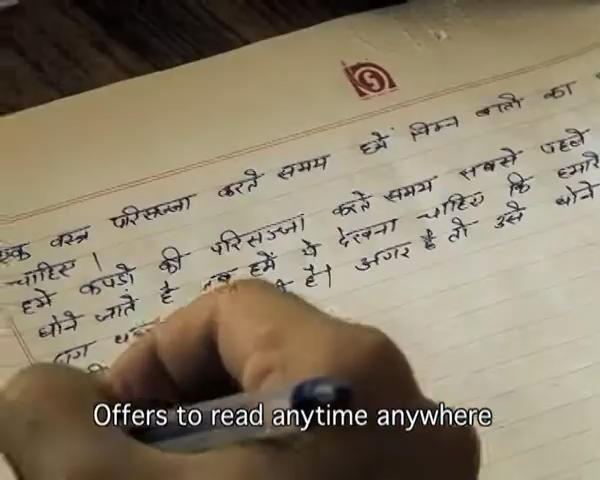 एक वस्त्र परिसज्जा करते समय हमें निम्न बातों का
चाहिए।
हमें कपड़ो की परिसज्जा करते समय सबसे पहले
धोने जाते है तब हमें ये देखना चाहिए कि हमारे
है। अगर है तो उसे धोने
Offers to read anytime anywhere